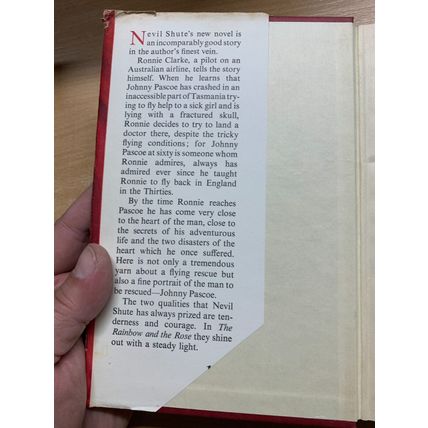 Nevil Shute's new novel is
an incomparably good story
in the author's finest vein.
Ronnie Clarke, a pilot on an
Australian airline, tells the story
himself. When he learns that
Johnny Pascoe has crashed in an
inaccessible part of Tasmania try-
ing to fly help to a sick girl and is
lying with a fractured skull,
Ronnie decides to try to land a
doctor there, despite the tricky
flying conditions; for Johnny
Pascoe at sixty is someone whom
Ronnie admires, always has
admired ever since he taught
Ronnie to fly back in England
in the Thirties.
By the time Ronnie reaches
Pascoe he has come very close
to the heart of the man, close to
the secrets of his adventurous
life and the two disasters of the
heart which he once suffered.
Here is not only a tremendous
yarn about a flying rescue but
also a fine portrait of the man to
be rescued—Johnny Pascoe.
The two qualities that Nevil
Shute has always prized are ten-
derness and courage. In The
Rainbow and the Rose they shine
out with a steady light.